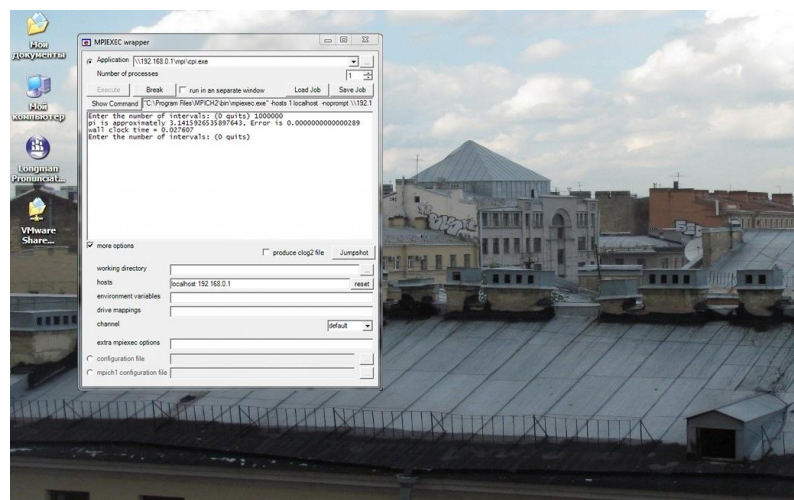 Мои
документы
Мой
компьютер
Longman
Pronunciat...
VMware
Share...
MPIEXEC wrapper
Application \\192.168.0.1\mpi\cpi.exe ...
Number of processes 1
Execute Break run in an separate window Load Job Save Job
Show Command "C:\Program Files\MPICH2\bin\mpiexec.exe" -hosts 1 localhost -noprompt \\192.1
Enter the number of intervals: (0 quits) 1000000
pi is approximately 3.1415926535897643, Error is 0.0000000000000289
wall clock time = 0.027607
Enter the number of intervals: (0 quits)
more options
produce clog2 file Jumpshot
working directory ...
hosts localhost 192.168.0.1 reset
environment variables
drive mappings
channel default
extra mpiexec options
configuration file
mpich1 configuration file